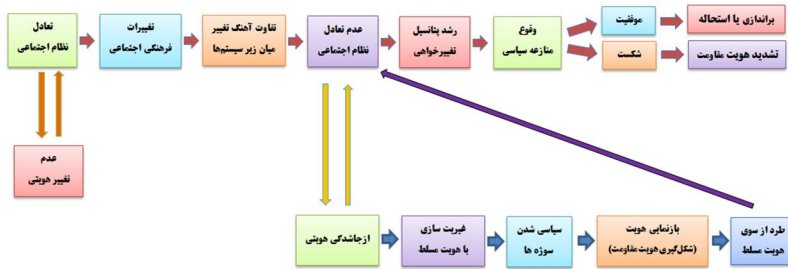 تعادل
نظام اجتماعی
تغییرات
فرهنگی اجتماعی
تفاوت آهنگ تغییر
میان زیر سیستم‌ها
عدم تعادل
نظام اجتماعی
رشد پتانسیل
تغییرخواهی
وقوع
منازعه سیاسی
موفقیت
براندازی یا استحاله
شکست
تشدید هویت مقاومت
عدم
تغییر هویتی
ازجاشدگی هویتی
غیریت سازی
با هویت مسلط
سیاسی شدن
سوژه ها
بازنمایی هویت
(شکل‌گیری هویت مقاومت)
طرد از سوی
هویت مسلط